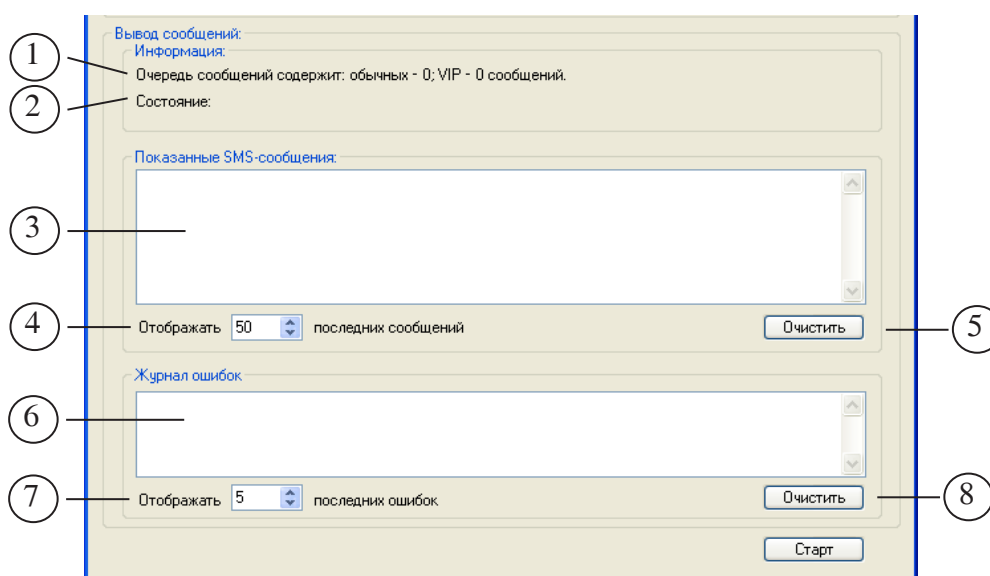 Вывод сообщений:
Информация:
1
Очередь сообщений содержит: обычных - 0; VIP - 0 сообщений.
2
Состояние:
Показанные SMS-сообщения:
3
4
Отображать 50 последних сообщений
Очистить
5
Журнал ошибок
6
7
Отображать 5 последних ошибок
Очистить
8
Старт